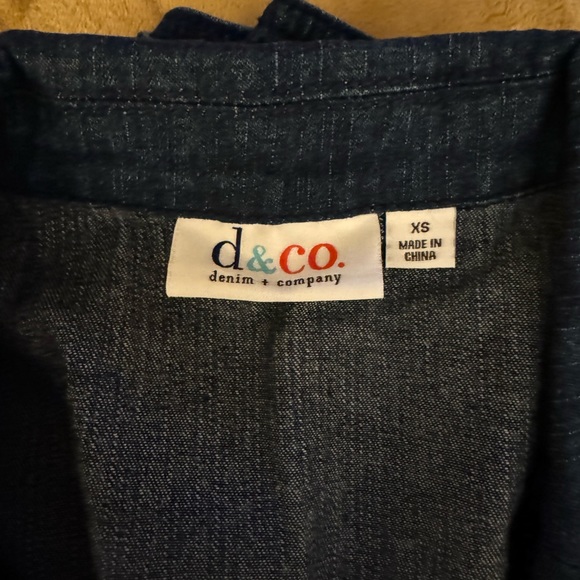 d&co.
denim + company
XS
MADE IN
CHINA